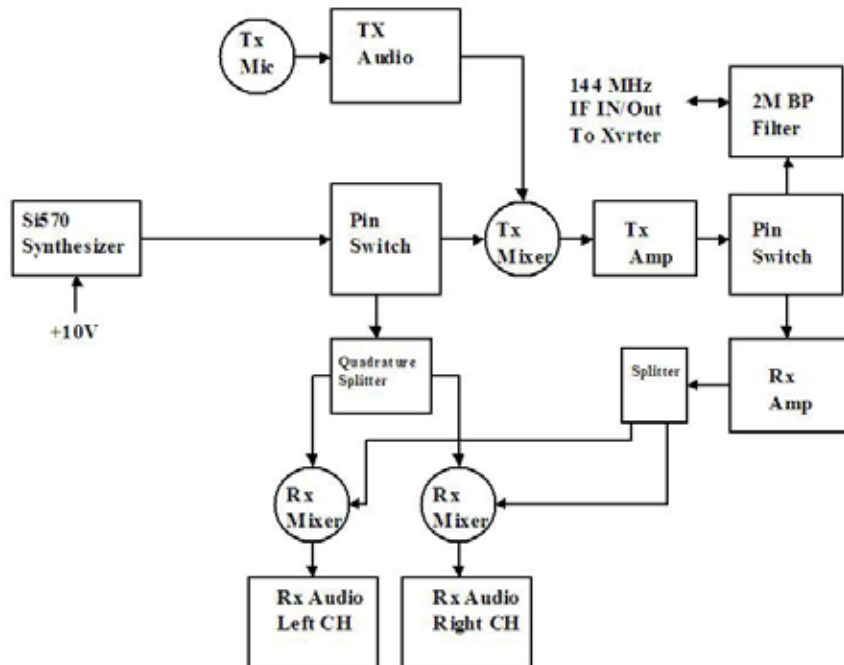 Tx
Mic
TX
Audio
144 MHz
IF IN/Out
To Xvrter
2M BP
Filter
Si570
Synthesizer
Pin
Switch
Tx
Mixer
Tx
Amp
Pin
Switch
+10V
Quadrature
Splitter
Splitter
Rx
Amp
Rx
Mixer
Rx
Mixer
Rx Audio
Left CH
Rx Audio
Right CH